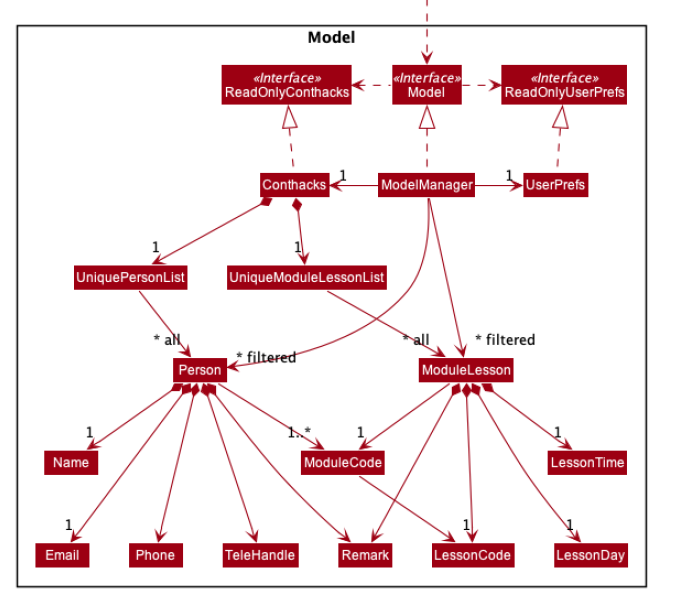 Model
«Interface»
ReadOnlyConthacks
«Interface»
Model
«Interface»
ReadOnlyUserPrefs
Conthacks
1
ModelManager
1
UserPrefs
1
1
UniquePersonList
UniqueModuleLessonList
* all
* filtered
* all
* filtered
Person
ModuleLesson
1
1..*
1
1
Name
ModuleCode
LessonTime
1
1
1
Email
Phone
TeleHandle
Remark
LessonCode
LessonDay